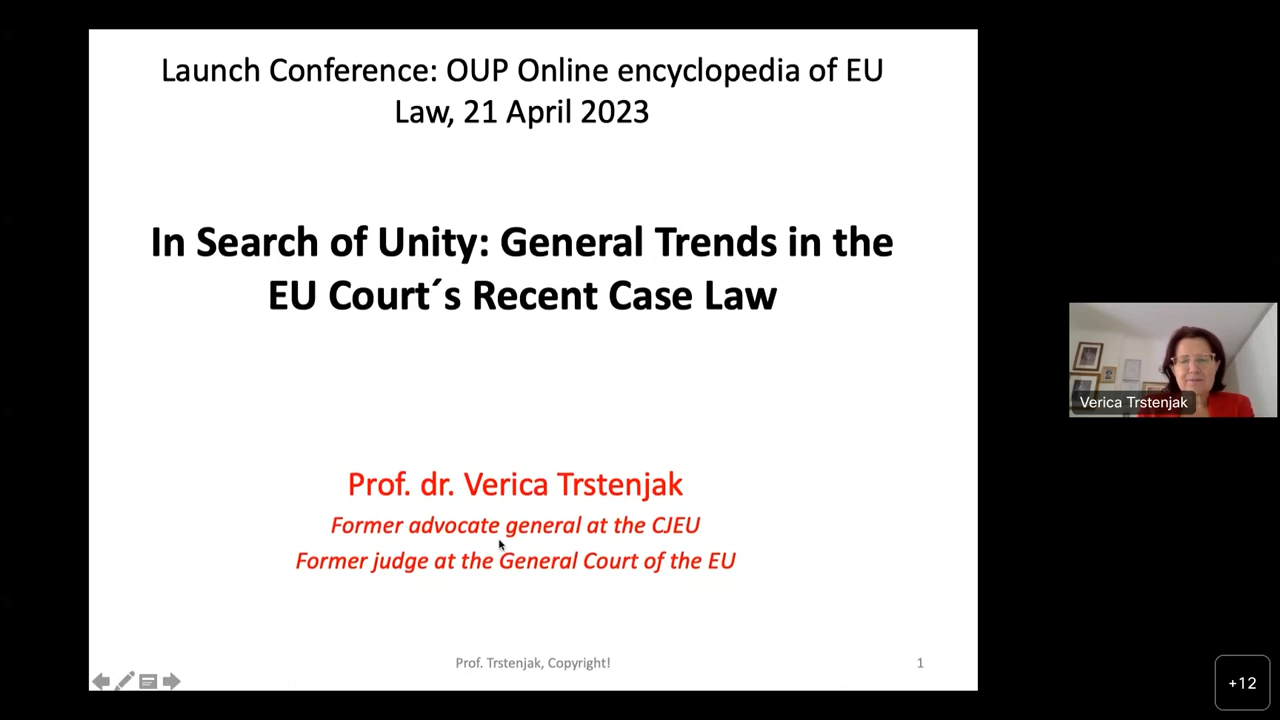 Launch Conference: OUP Online encyclopedia of EU
Law, 21 April 2023
In Search of Unity: General Trends in the
EU Court´s Recent Case Law
Prof. dr. Verica Trstenjak
Former advocate general at the CJEU
Former judge at the General Court of the EU
Prof. Trstenjak, Copyright!
1
Verica Trstenjak
+12